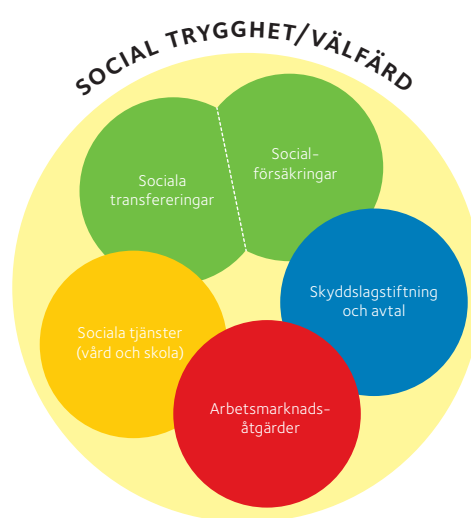 SOCIAL TRYGGHET/VÄLFÄRD
Sociala
transfereringar
Social-
försäkringar
Skyddslagstiftning
och avtal
Sociala tjänster
(vård och skola)
Arbetsmarknads-
åtgärder